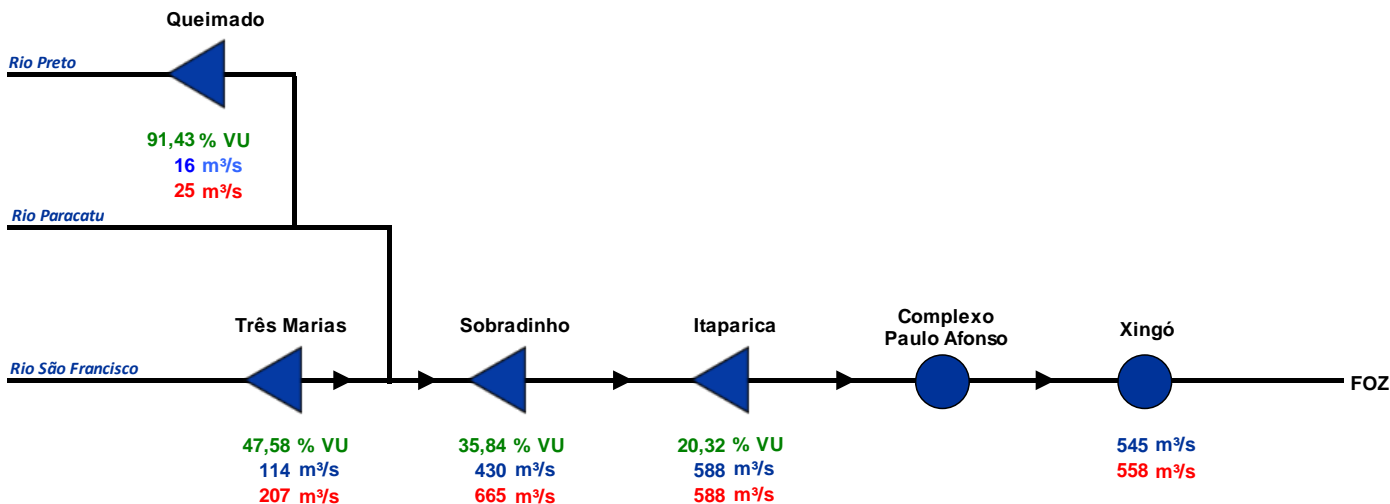 Queimado
Rio Preto
91,43 % VU
16 m³/s
25 m³/s
Rio Paracatu
Três Marias
Sobradinho
Itaparica
Complexo
Paulo Afonso
Xingó
Rio São Francisco
FOZ
47,58 % VU
114 m³/s
207 m³/s
35,84 % VU
430 m³/s
665 m³/s
20,32 % VU
588 m³/s
588 m³/s
545 m³/s
558 m³/s